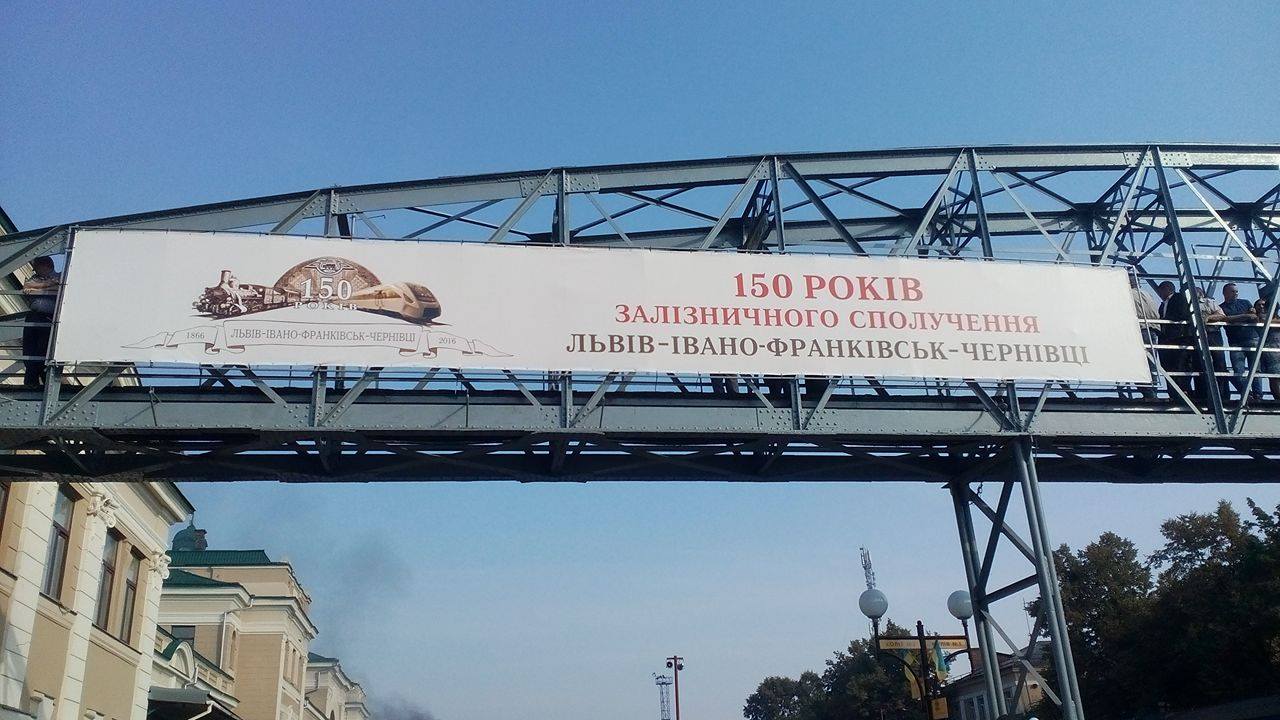 150
РОКІВ
1866 ЛЬВІВ-ІВАНО-ФРАНКІВСЬК-ЧЕРНІВЦІ 2016
150 РОКІВ
ЗАЛІЗНИЧНОГО СПОЛУЧЕННЯ
ЛЬВІВ-ІВАНО-ФРАНКІВСЬК-ЧЕРНІВЦІ